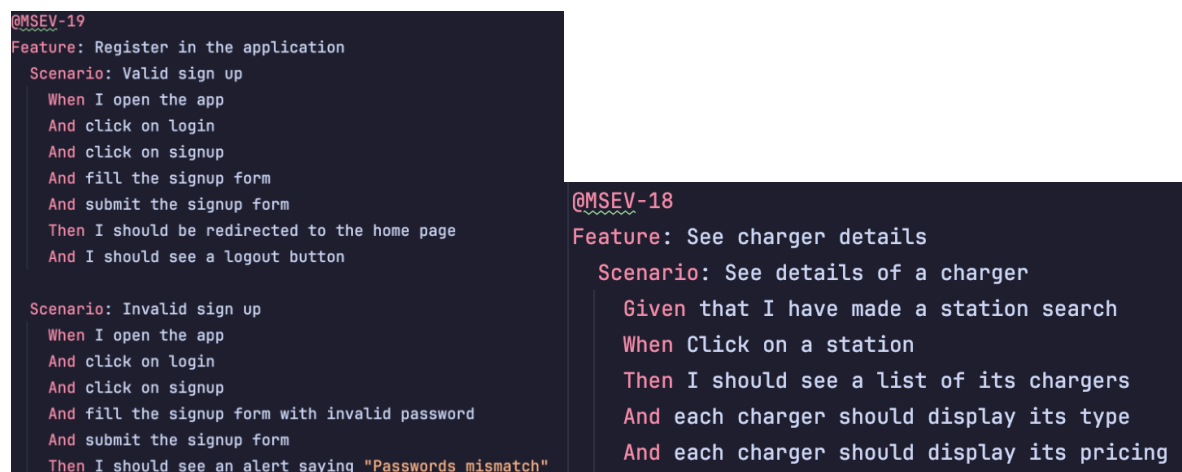 @MSEV-19
Feature: Register in the application
Scenario: Valid sign up
When I open the app
And click on login
And click on signup
And fill the signup form
And submit the signup form
Then I should be redirected to the home page
And I should see a logout button
Scenario: Invalid sign up
When I open the app
And click on login
And click on signup
And fill the signup form with invalid password
And submit the signup form
Then I should see an alert saying "Passwords mismatch"
@MSEV-18
Feature: See charger details
Scenario: See details of a charger
Given that I have made a station search
When Click on a station
Then I should see a list of its chargers
And each charger should display its type
And each charger should display its pricing